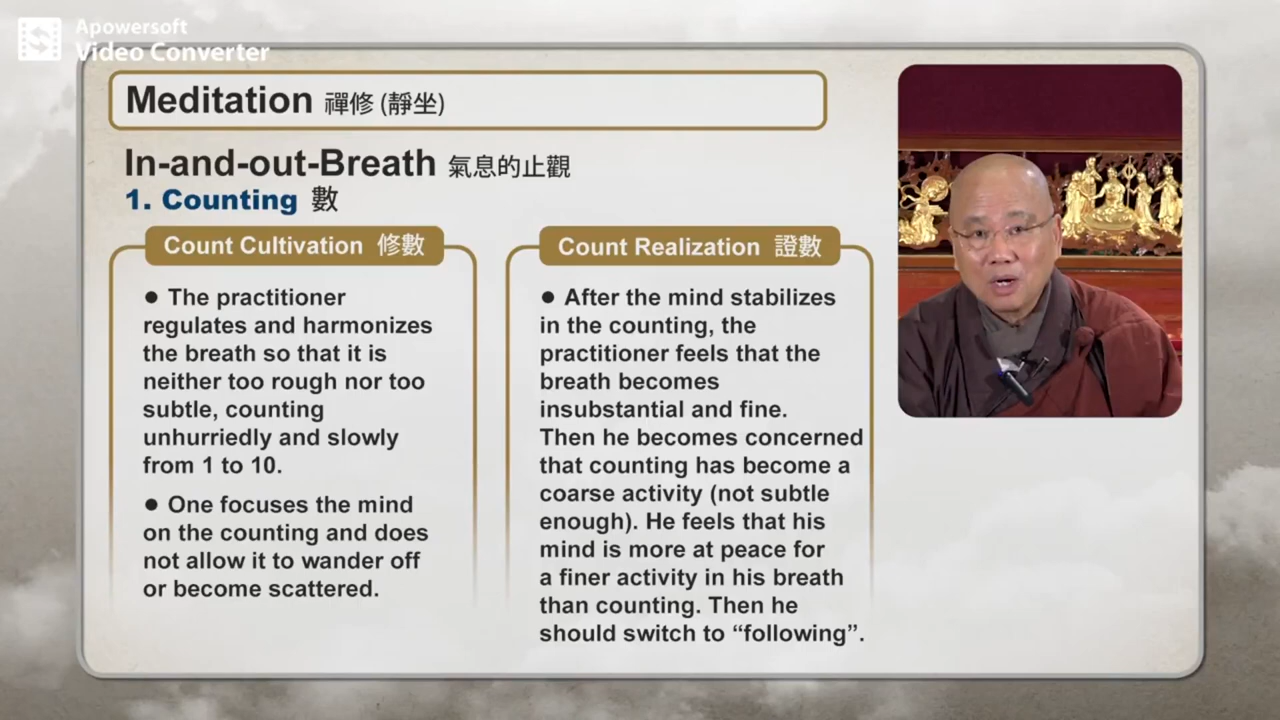 Apowersoft
Video Converter
Meditation 禪修 (靜坐)
In-and-out-Breath 氣息的止觀
1. Counting 數
Count Cultivation 修數
● The practitioner
regulates and harmonizes
the breath so that it is
neither too rough nor too
subtle, counting
unhurriedly and slowly
from 1 to 10.
● One focuses the mind
on the counting and does
not allow it to wander off
or become scattered.
Count Realization 證數
● After the mind stabilizes
in the counting, the
practitioner feels that the
breath becomes
insubstantial and fine.
Then he becomes concerned
that counting has become a
coarse activity (not subtle
enough). He feels that his
mind is more at peace for
a finer activity in his breath
than counting. Then he
should switch to “following”.